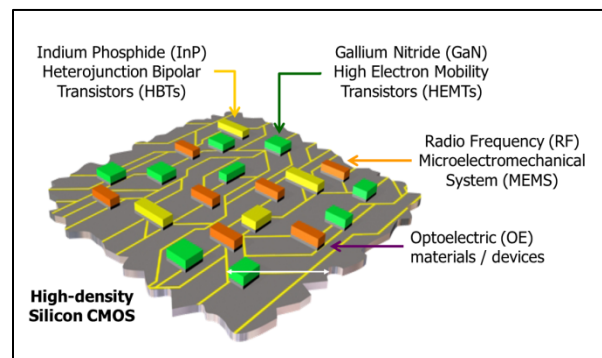 Indium Phosphide (InP)
Heterojunction Bipolar
Transistors (HBTs)
Gallium Nitride (GaN)
High Electron Mobility
Transistors (HEMTs)
Radio Frequency (RF)
Microelectromechanical
System (MEMS)
Optoelectric (OE)
materials / devices
High-density
Silicon CMOS